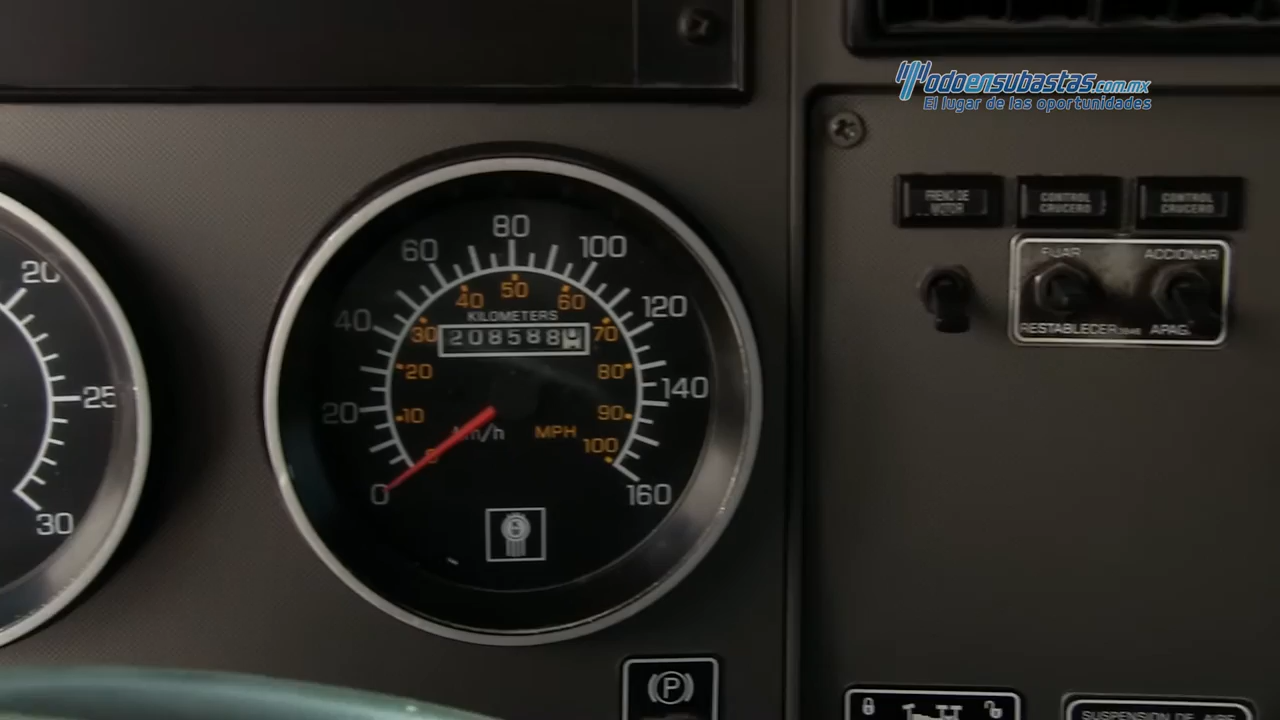 TodoenSubastas.com.mx
El lugar de las oportunidades
20
25
30
0
20
40
60
80
100
120
140
160
10
20
30
40
50
60
70
80
90
100
KILOMETERS
208588
Km/h
MPH
FRENO DE
MOTOR
CONTROL
CRUCERO
CONTROL
CRUCERO
FIJAR
ACCIONAR
RESTABLECER
APAG.
P
SUSPENSION DE AIRE